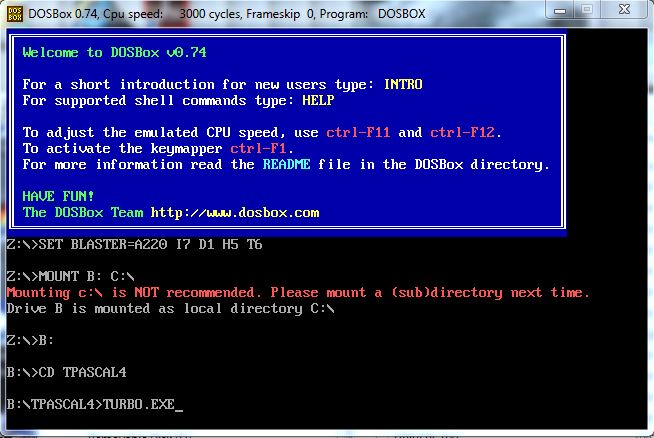 DOS BOX
DOSBox 0.74, Cpu speed: 3000 cycles, Frameskip 0, Program: DOSBOX
Welcome to DOSBox v0.74
For a short introduction for new users type: INTRO
For supported shell commands type: HELP
To adjust the emulated CPU speed, use ctrl-F11 and ctrl-F12.
To activate the keymapper ctrl-F1.
For more information read the README file in the DOSBox directory.
HAVE FUN!
The DOSBox Team http://www.dosbox.com
Z:\>SET BLASTER=A220 I7 D1 H5 T6
Z:\>MOUNT B: C:\
Mounting c:\ is NOT recommended. Please mount a (sub)directory next time.
Drive B is mounted as local directory C:\
Z:\>B:
B:\>CD TPASCAL4
B:\TPASCAL4>TURBO.EXE_